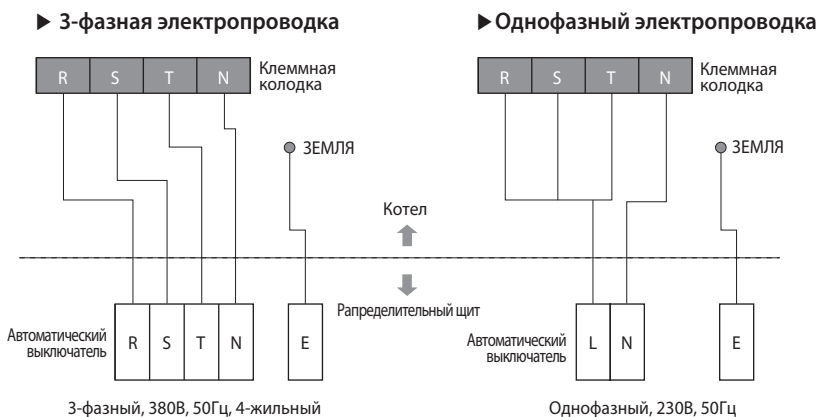 ▶ 3-фазная электропроводка
R S T N
Клеммная
колодка
ЗЕМЛЯ
Котел
Рапределительный щит
Автоматический
выключатель
R S T N
E
3-фазный, 380В, 50Гц, 4-жильный
▶Однофазный электропроводка
R S T N
Клеммная
колодка
ЗЕМЛЯ
Автоматический
выключатель
L N
E
Однофазный, 230В, 50Гц